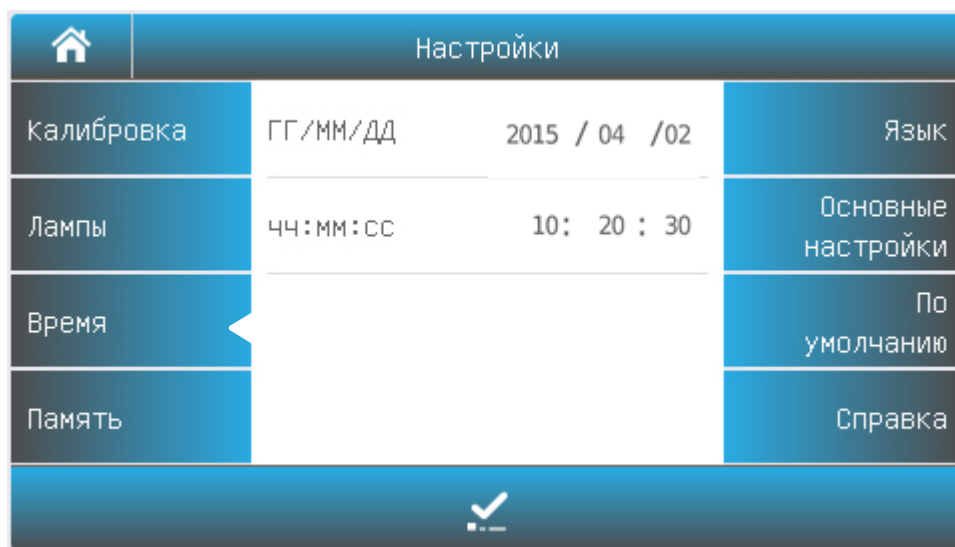 Настройки
Калибровка
ГГ/ММ/ДД 2015 / 04 /02
Язык
Лампы
чч:мм:сс 10: 20 : 30
Основные
настройки
Время
По
умолчанию
Память
Справка